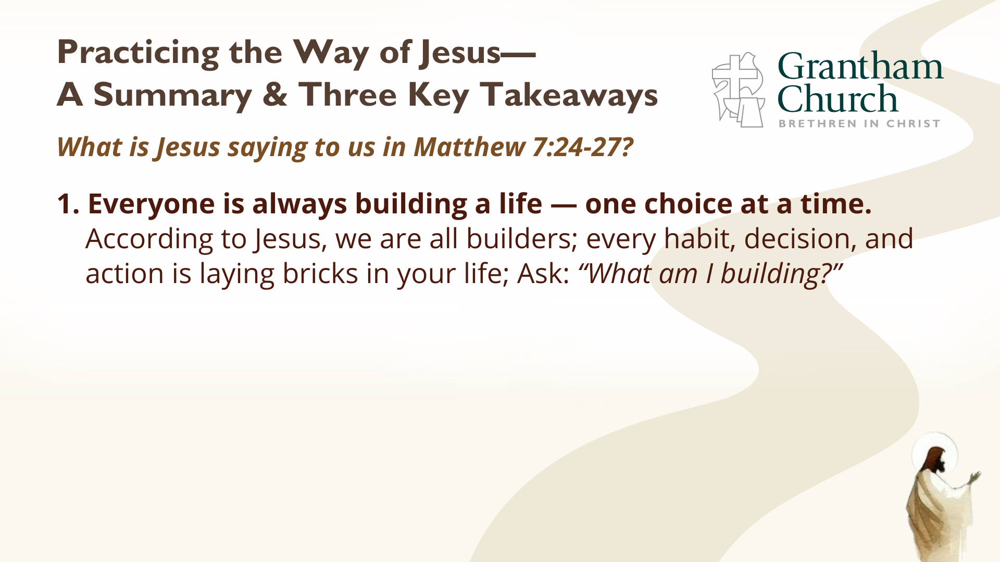 Practicing the Way of Jesus—
A Summary & Three Key Takeaways
Grantham
Church
BRETHREN IN CHRIST
What is Jesus saying to us in Matthew 7:24-27?
1. Everyone is always building a life — one choice at a time.
According to Jesus, we are all builders; every habit, decision, and
action is laying bricks in your life; Ask: “What am I building?”